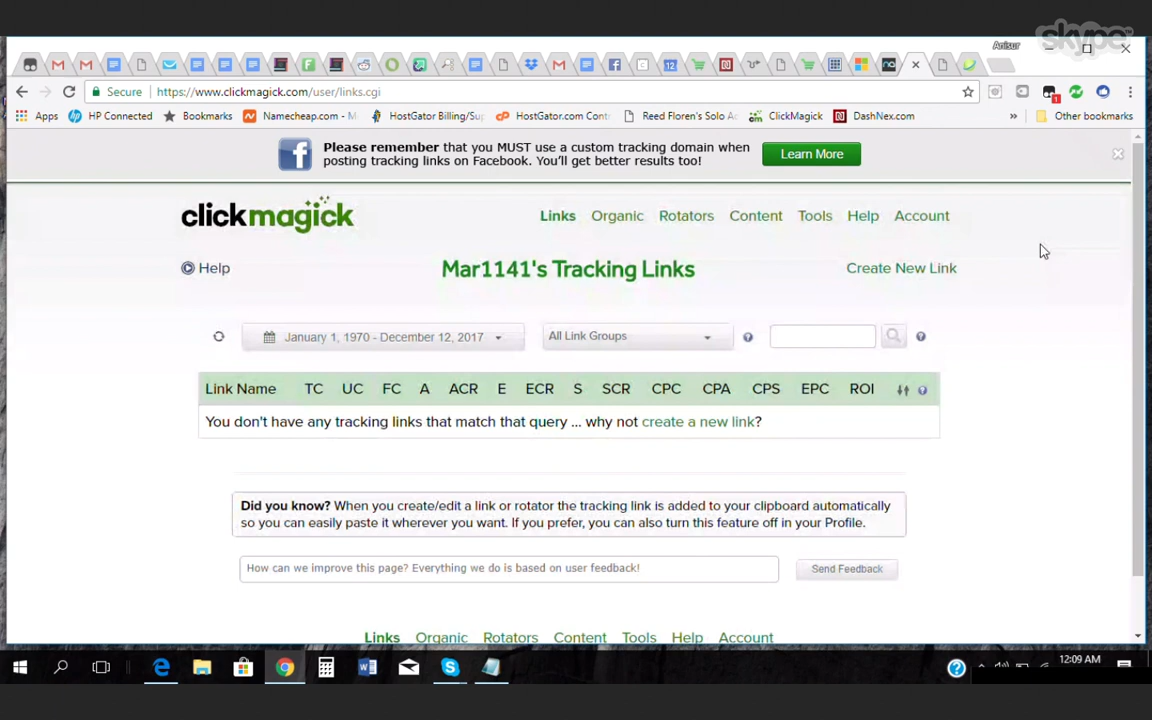 skype
Anisur
Secure https://www.clickmagick.com/user/links.cgi
Apps HP Connected Bookmarks Namecheap.com - HostGator Billing/Sup HostGator.com Contr Reed Floren's Solo Ad ClickMagick DashNex.com » Other bookmarks
Please remember that you MUST use a custom tracking domain when
posting tracking links on Facebook. You'll get better results too!
Learn More
clickmagick
Links Organic Rotators Content Tools Help Account
Help
Mar1141's Tracking Links
Create New Link
January 1, 1970 - December 12, 2017
All Link Groups
Link Name TC UC FC A ACR E ECR S SCR CPC CPA CPS EPC ROI
You don't have any tracking links that match that query ... why not create a new link?
Did you know? When you create/edit a link or rotator the tracking link is added to your clipboard automatically
so you can easily paste it wherever you want. If you prefer, you can also turn this feature off in your Profile.
How can we improve this page? Everything we do is based on user feedback!
Send Feedback
Links Organic Rotators Content Tools Help Account
12:09 AM